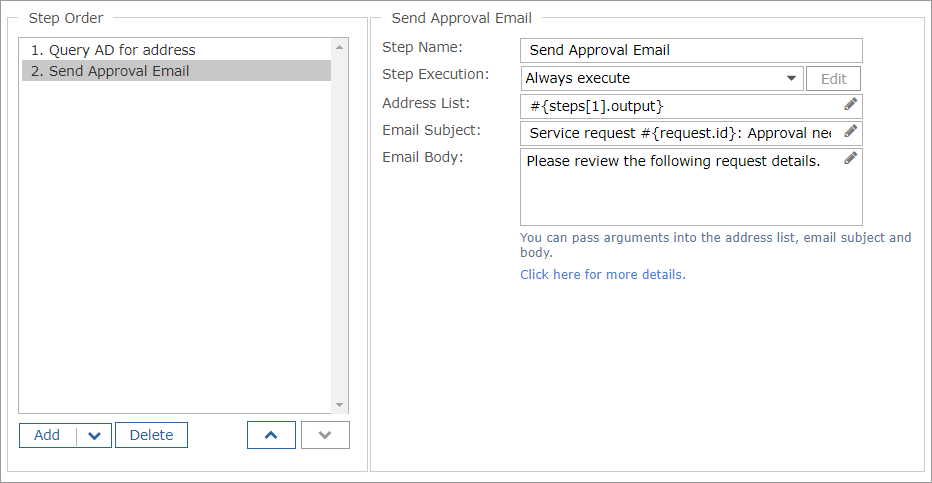 Step Order
1. Query AD for address
2. Send Approval Email
Add
Delete
Send Approval Email
Step Name:
Send Approval Email
Step Execution:
Always execute
Edit
Address List:
#{steps[1].output}
Email Subject:
Service request #{request.id}: Approval nee
Email Body:
Please review the following request details.
You can pass arguments into the address list, email subject and
body.
Click here for more details.